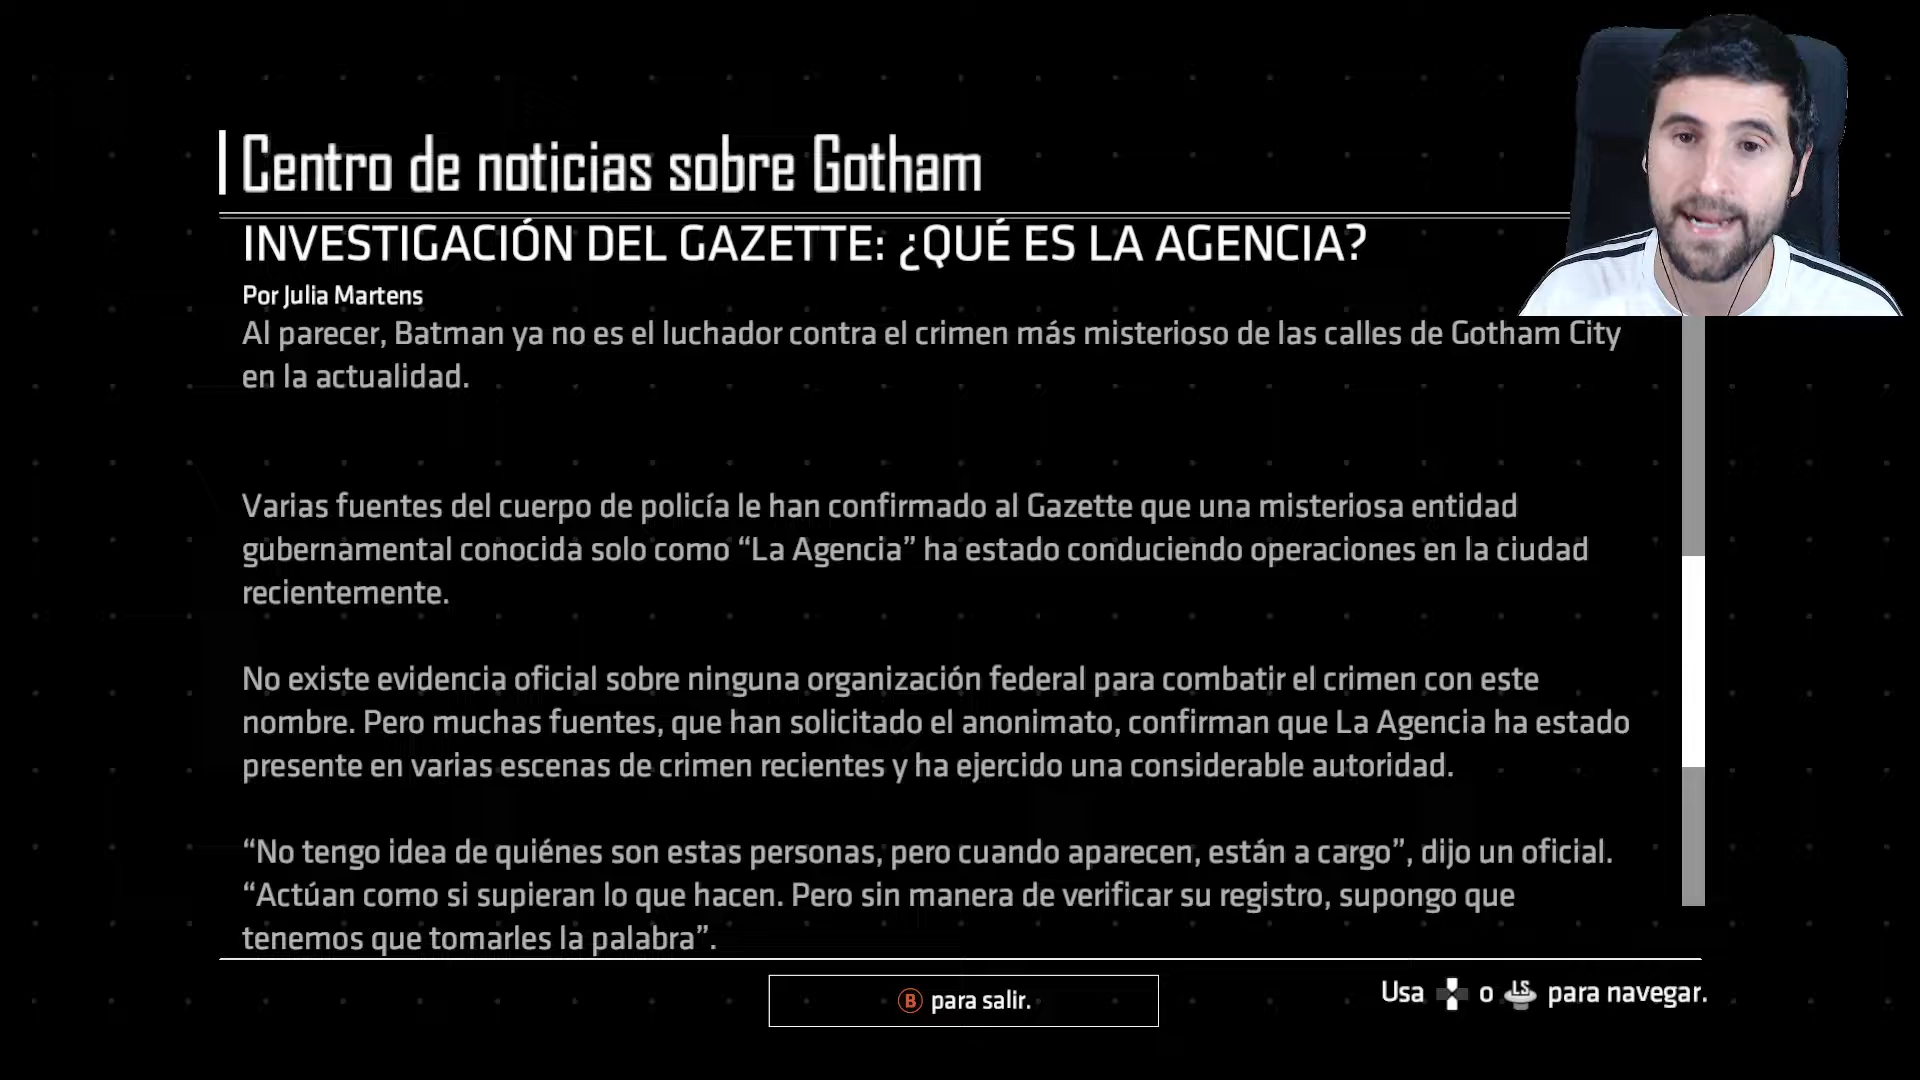 Centro de noticias sobre Gotham
INVESTIGACIÓN DEL GAZETTE: ¿QUÉ ES LA AGENCIA?
Por Julia Martens
Al parecer, Batman ya no es el luchador contra el crimen más misterioso de las calles de Gotham City
en la actualidad.
Varias fuentes del cuerpo de policía le han confirmado al Gazette que una misteriosa entidad
gubernamental conocida solo como “La Agencia” ha estado conduciendo operaciones en la ciudad
recientemente.
No existe evidencia oficial sobre ninguna organización federal para combatir el crimen con este
nombre. Pero muchas fuentes, que han solicitado el anonimato, confirman que La Agencia ha estado
presente en varias escenas de crimen recientes y ha ejercido una considerable autoridad.
“No tengo idea de quiénes son estas personas, pero cuando aparecen, están a cargo”, dijo un oficial.
“Actúan como si supieran lo que hacen. Pero sin manera de verificar su registro, supongo que
tenemos que tomarles la palabra”.
B para salir.
Usa o LS para navegar.